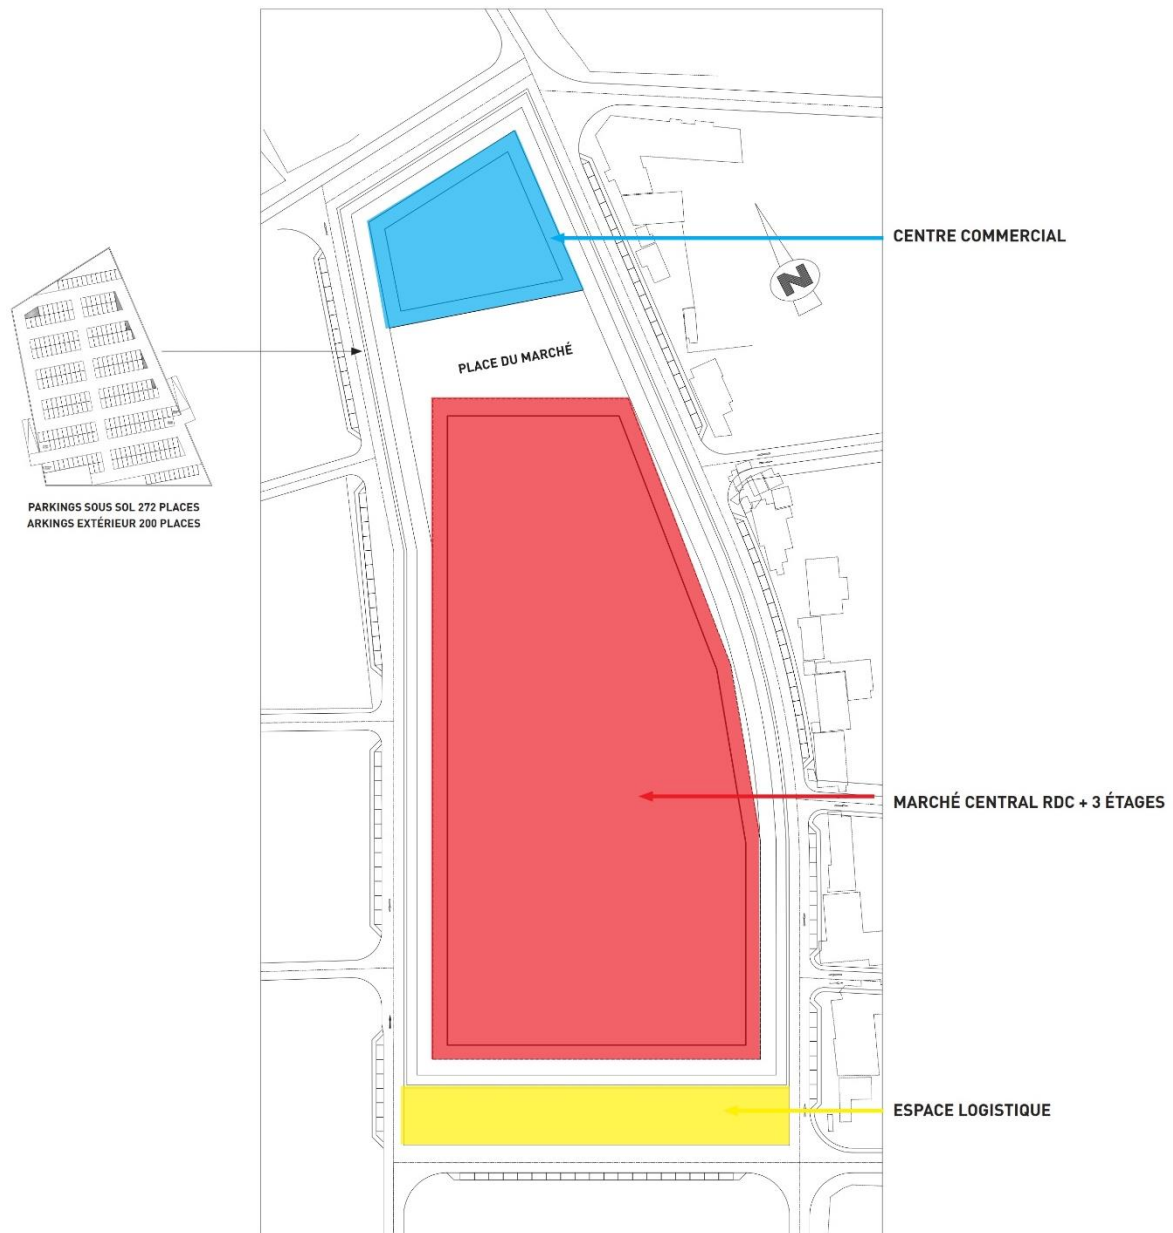 CENTRE COMMERCIAL
N
PLACE DU MARCHÉ
PARKINGS SOUS SOL 272 PLACES
ARKINGS EXTÉRIEUR 200 PLACES
MARCHÉ CENTRAL RDC + 3 ÉTAGES
ESPACE LOGISTIQUE